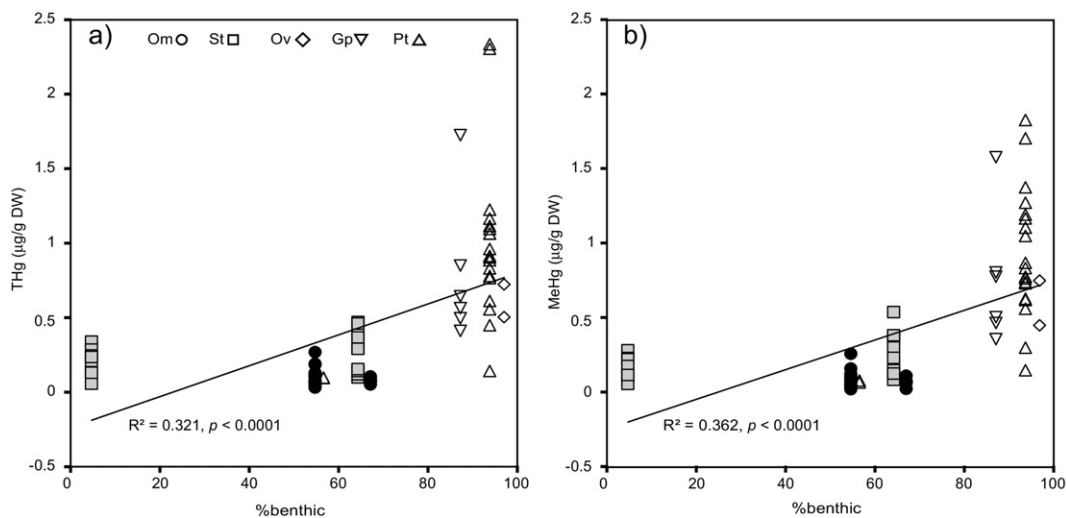 a) Om St Ov Gp Pt
2.5
2
1.5
1
0.5
0
-0.5
THg (µg/g DW)
R² = 0.321, p < 0.0001
0 20 40 60 80 100
%benthic
b)
2.5
2
1.5
1
0.5
0
-0.5
MeHg (µg/g DW)
R² = 0.362, p < 0.0001
0 20 40 60 80 100
%benthic